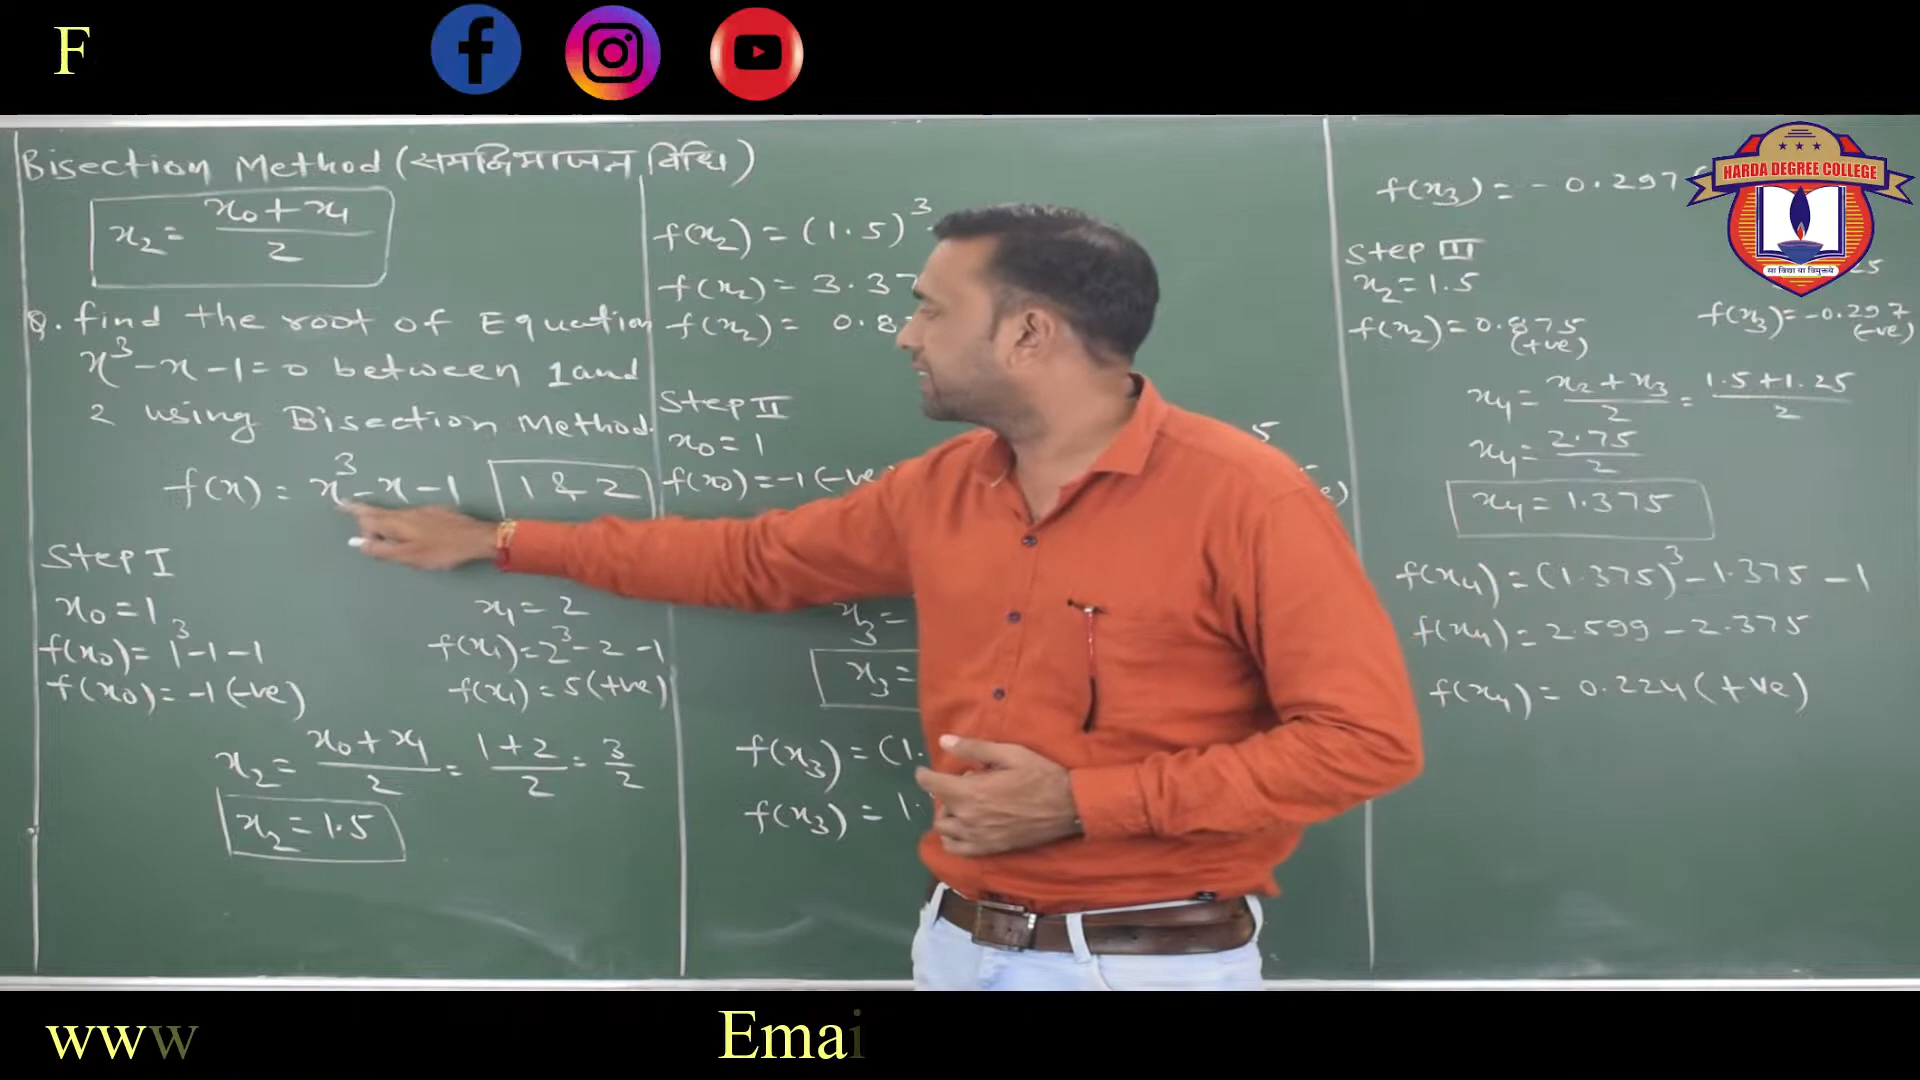 F
Bisection Method (समद्विभाजन विधि)
x₂ = x₀ + x₁ / 2
Q. find the root of Equation
x³ - x - 1 = 0 between 1 and
2 using Bisection Method.
f(x) = x³ - x - 1 1 & 2
Step I
x₀ = 1 x₁ = 2
f(x₀) = 1³ - 1 - 1 f(x₁) = 2³ - 2 - 1
f(x₀) = -1 (-ve) f(x₁) = 5 (+ve)
x₂ = x₀ + x₁ / 2 = 1 + 2 / 2 = 3 / 2
x₂ = 1.5
f(x₂) = (1.5)³
f(x₂) = 3.37
f(x₂) = 0.8
Step II
x₀ = 1
f(x₀) = -1 (-ve
x₃ =
x₃ =
f(x₃) = (1.
f(x₃) = 1.
f(x₃) = - 0.297
Step III
x₂ = 1.5
f(x₂) = 0.875 f(x₃) = -0.297
(+ve) (-ve)
x₄ = x₂ + x₃ / 2 = 1.5 + 1.25 / 2
x₄ = 2.75 / 2
x₄ = 1.375
f(x₄) = (1.375)³ - 1.375 - 1
f(x₄) = 2.599 - 2.375
f(x₄) = 0.224 (+ve)
HARDA DEGREE COLLEGE
सा विद्या या विमुक्तये
www
Emai